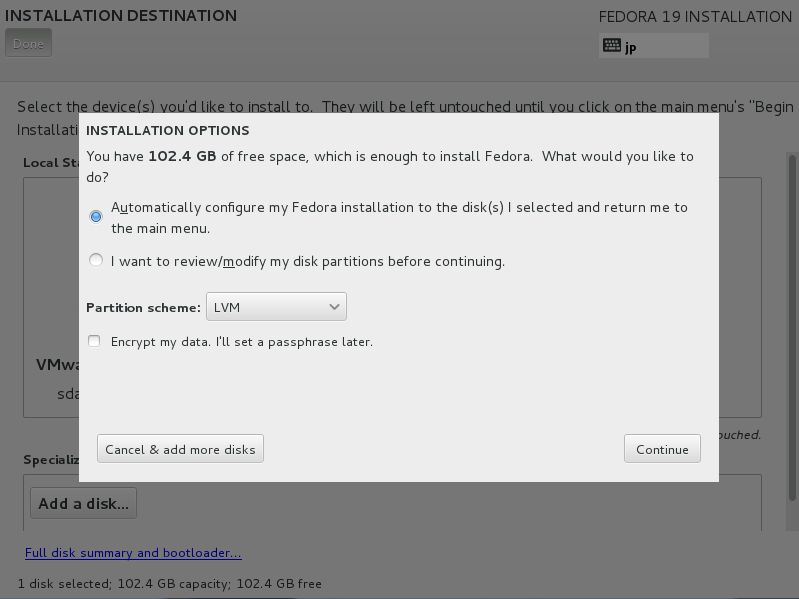 INSTALLATION DESTINATION
FEDORA 19 INSTALLATION
Done
jp
Select the device(s) you'd like to install to. They will be left untouched until you click on the main menu's "Begin
Installati
INSTALLATION OPTIONS
You have 102.4 GB of free space, which is enough to install Fedora. What would you like to
do?
Local Sta
Automatically configure my Fedora installation to the disk(s) I selected and return me to
the main menu.
I want to review/modify my disk partitions before continuing.
Partition scheme: LVM
Encrypt my data. I'll set a passphrase later.
VMwa
sda
ouched.
Cancel & add more disks
Continue
Specializ
Add a disk...
Full disk summary and bootloader...
1 disk selected; 102.4 GB capacity; 102.4 GB free